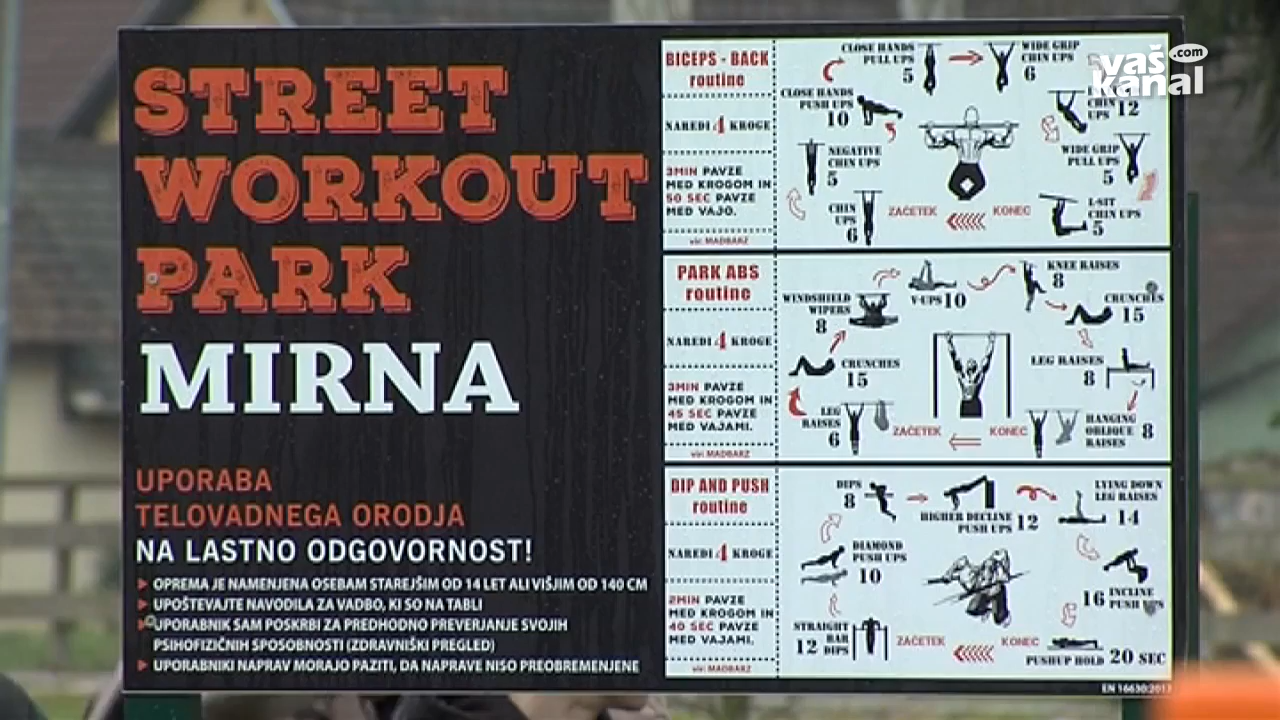 STREET
WORKOUT
PARK
MIRNA
UPORABA
TELOVADNEGA ORODJA
NA LASTNO ODGOVORNOST!
OPREMA JE NAMENJENA OSEBAM STAREJŠIM OD 14 LET ALI VIŠJIM OD 140 CM
UPOŠTEVAJTE NAVODILA ZA VADBO, KI SO NA TABLI
UPORABNIK SAM POSKRBI ZA PREDHODNO PREVERJANJE SVOJIH
PSIHOFIZIČNIH SPOSOBNOSTI (ZDRAVNIŠKI PREGLED)
UPORABNIKI NAPRAV MORAJO PAZITI, DA NAPRAVE NISO PREOBREMENJENE
BICEPS - BACK
routine
NAREDI 4 KROGE
3MIN PAVZE
MED KROGOM IN
50 SEC PAVZE
MED VAJO.
vir: MADBARZ
ZAČETEK
KONEC
CHIN
UPS
6
NEGATIVE
CHIN UPS
5
CLOSE HANDS
PUSH UPS
10
CLOSE HANDS
PULL UPS
5
WIDE GRIP
CHIN UPS
6
CHIN
UPS 12
WIDE GRIP
PULL UPS
5
L-SIT
CHIN UPS
5
PARK ABS
routine
NAREDI 4 KROGE
3MIN PAVZE
MED KROGOM IN
45 SEC PAVZE
MED VAJAMI.
vir: MADBARZ
ZAČETEK
KONEC
LEG
RAISES
6
CRUNCHES
15
WINDSHIELD
WIPERS
8
V-UPS 10
KNEE RAISES
8
CRUNCHES
15
LEG RAISES
8
HANGING
OBLIQUE 8
RAISES
DIP AND PUSH
routine
NAREDI 4 KROGE
2MIN PAVZE
MED KROGOM IN
40 SEC PAVZE
MED VAJAMI.
vir: MADBARZ
ZAČETEK
KONEC
STRAIGHT
BAR
12 DIPS
DIAMOND
PUSH UPS
10
DIPS
8
HIGHER DECLINE
PUSH UPS 12
LYING DOWN
LEG RAISES
14
16 INCLINE
PUSH UPS
PUSHUP HOLD 20 SEC
EN 16630:2015
vaš
.com
kanal